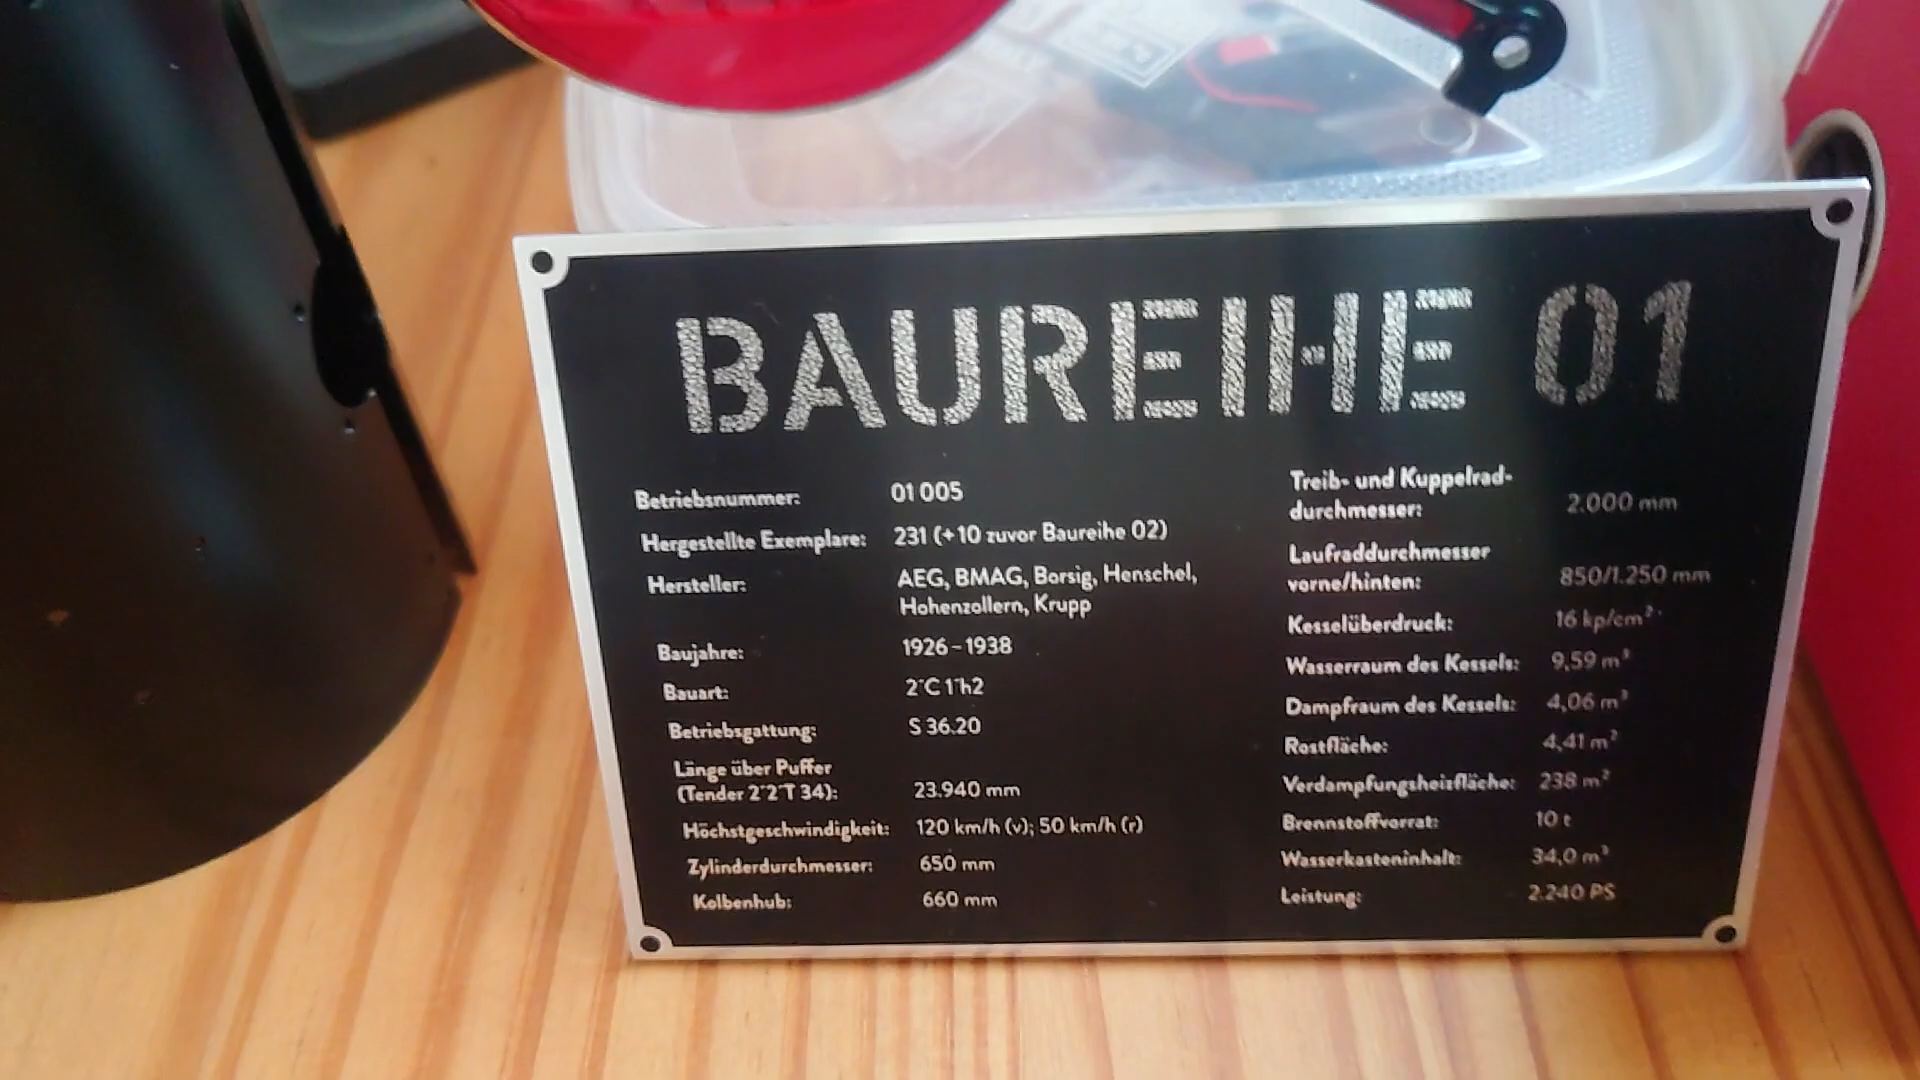 BAUREIHE 01
Betriebsnummer: 01 005
Hergestellte Exemplare: 231 (+10 zuvor Baureihe 02)
Hersteller: AEG, BMAG, Borsig, Henschel,
Hohenzollern, Krupp
Baujahre: 1926–1938
Bauart: 2'C 1'h2
Betriebsgattung: S 36.20
Länge über Puffer
(Tender 2'2'T 34): 23.940 mm
Höchstgeschwindigkeit: 120 km/h (v); 50 km/h (r)
Zylinderdurchmesser: 650 mm
Kolbenhub: 660 mm
Treib- und Kuppelrad-
durchmesser: 2.000 mm
Laufraddurchmesser
vorne/hinten: 850/1.250 mm
Kesselüberdruck: 16 kp/cm²
Wasserraum des Kessels: 9,59 m³
Dampfraum des Kessels: 4,06 m³
Rostfläche: 4,41 m²
Verdampfungsheizfläche: 238 m²
Brennstoffvorrat: 10 t
Wasserkasteninhalt: 34,0 m³
Leistung: 2.240 PS